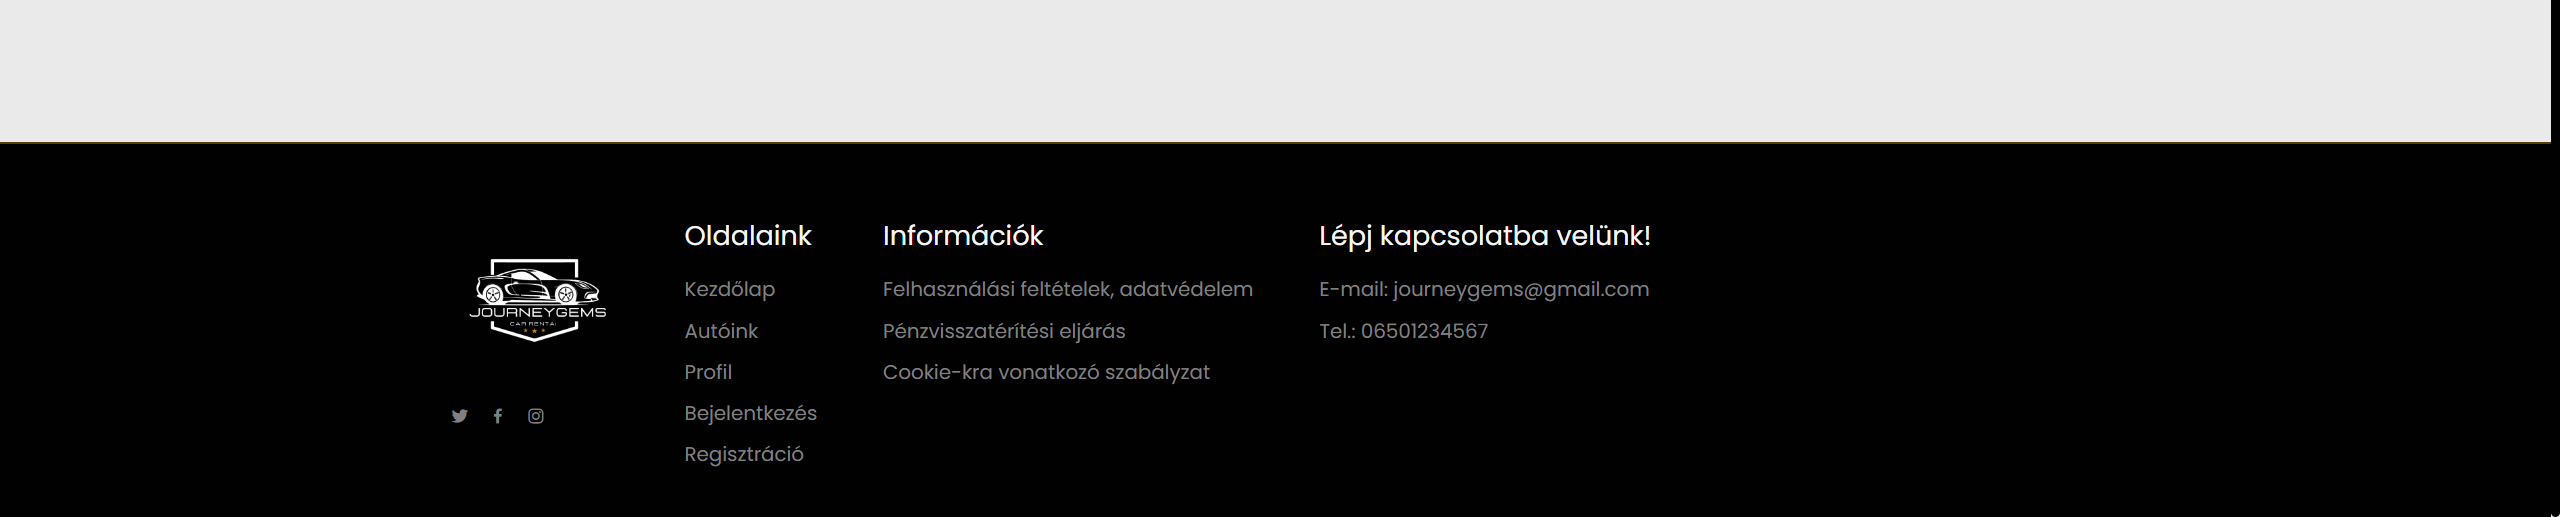 JOURNEYGEMS
CAR RENTAL
Oldalaink
Kezdőlap
Autóink
Profil
Bejelentkezés
Regisztráció
Információk
Felhasználási feltételek, adatvédelem
Pénzvisszatérítési eljárás
Cookie-kra vonatkozó szabályzat
Lépj kapcsolatba velünk!
E-mail: journeygems@gmail.com
Tel.: 06501234567